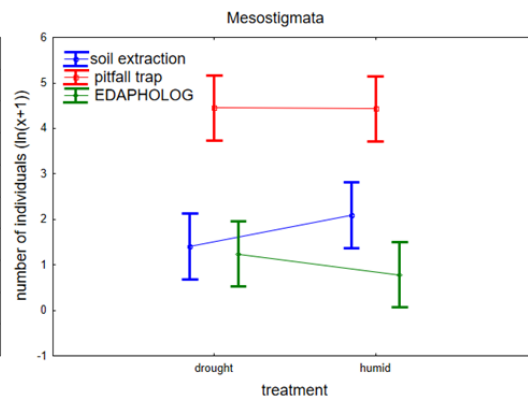 Mesostigmata
soil extraction
pitfall trap
EDAPHOLOG
number of individuals (ln(x+1))
6
5
4
3
2
1
0
-1
drought humid
treatment